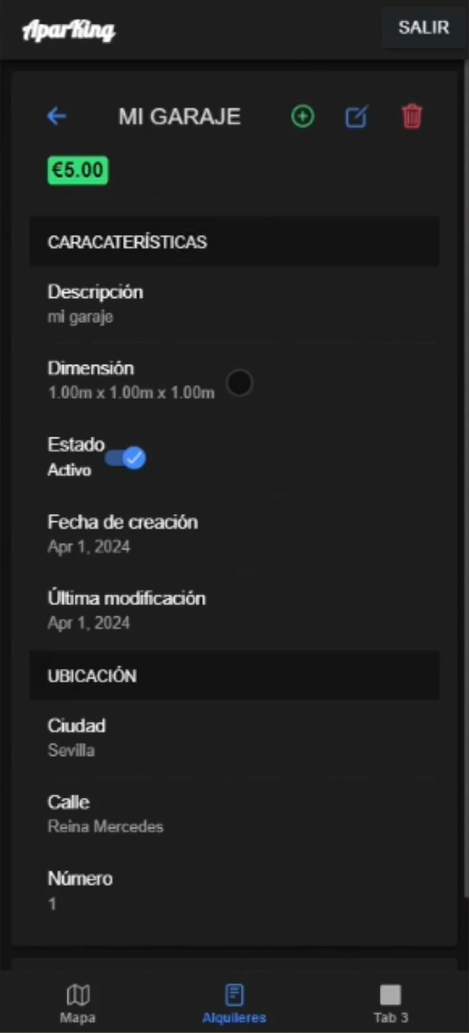 AparKing
SALIR
MI GARAJE
€5.00
CARACATERÍSTICAS
Descripción
mi garaje
Dimensión
1.00m x 1.00m x 1.00m
Estado
Activo
Fecha de creación
Apr 1, 2024
Última modificación
Apr 1, 2024
UBICACIÓN
Ciudad
Sevilla
Calle
Reina Mercedes
Número
1
Mapa
Alquileres
Tab 3